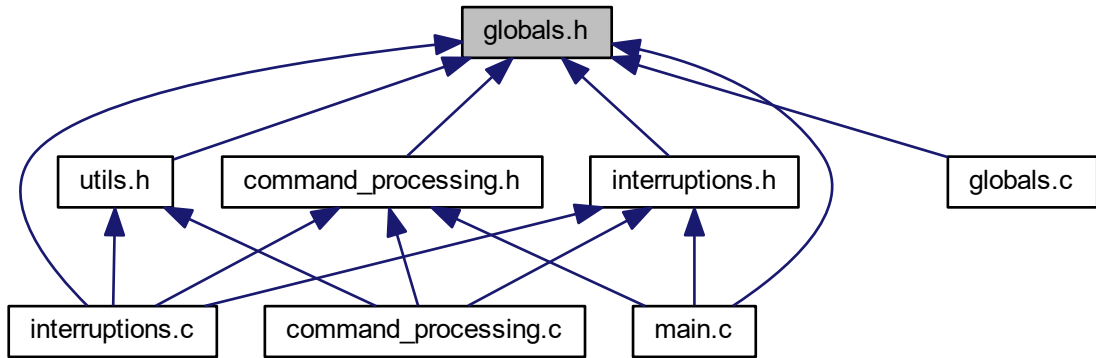 globals.h
utils.h
command_processing.h
interruptions.h
globals.c
interruptions.c
command_processing.c
main.c